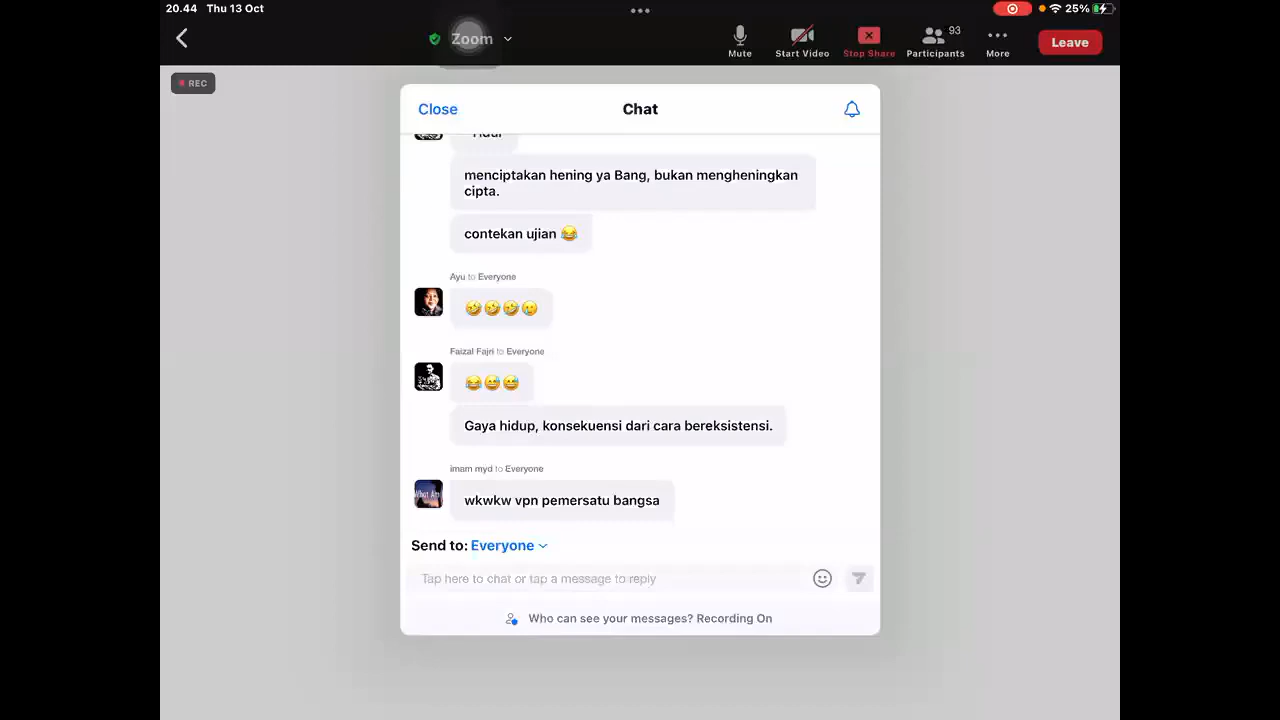 20.44 Thu 13 Oct
25%
Zoom
Mute
Start Video
Stop Share
93
Participants
More
Leave
REC
Close
Chat
menciptakan hening ya Bang, bukan mengheningkan
cipta.
contekan ujian 😂
Ayu to Everyone
🤣🤣🤣🥲
Faizal Fajri to Everyone
😂😅😅
Gaya hidup, konsekuensi dari cara bereksistensi.
imam myd to Everyone
What Am
wkwkw vpn pemersatu bangsa
Send to: Everyone
Tap here to chat or tap a message to reply
Who can see your messages? Recording On